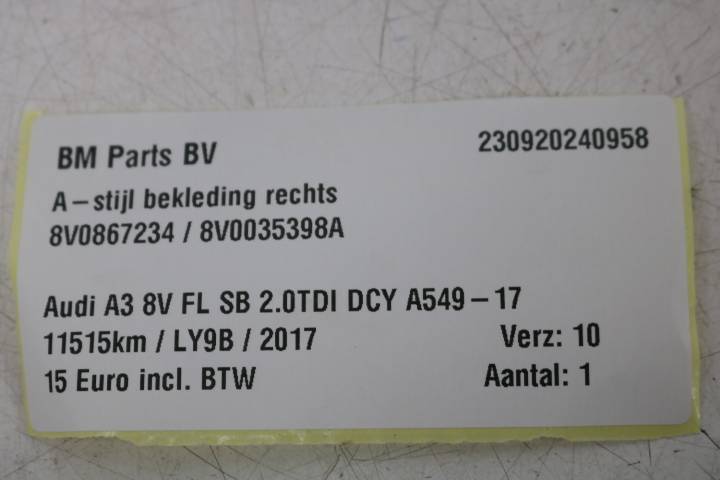 BM Parts BV 230920240958
A-stijl bekleding rechts
8V0867234 / 8V0035398A
Audi A3 8V FL SB 2.0TDI DCY A549-17
11515km / LY9B / 2017 Verz: 10
15 Euro incl. BTW Aantal: 1